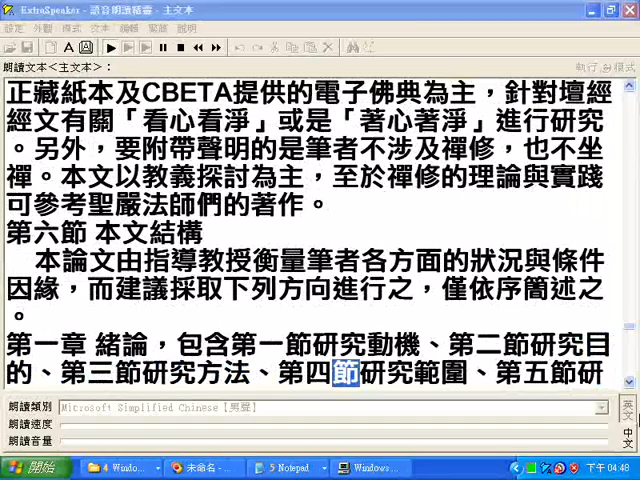 ExtraSpeaker - 語音朗讀精靈 - 主文本
設定 外觀 模式 文本 編輯 繁簡 說明
朗讀文本<主文本>：
正藏紙本及CBETA提供的電子佛典為主，針對壇經
經文有關「看心看淨」或是「著心著淨」進行研究
。另外，要附帶聲明的是筆者不涉及禪修，也不坐
禪。本文以教義探討為主，至於禪修的理論與實踐
可參考聖嚴法師們的著作。
第六節 本文結構
本論文由指導教授衡量筆者各方面的狀況與條件
因緣，而建議採取下列方向進行之，僅依序簡述之
。
第一章 緒論，包含第一節研究動機、第二節研究目
的、第三節研究方法、第四節研究範圍、第五節研
朗讀類別 Microsoft Simplified Chinese【男聲】
英文
朗讀速度
中文
朗讀音量
開始 4 Windo... 未命名 -... 5 Notepad Windows... 下午 04:48